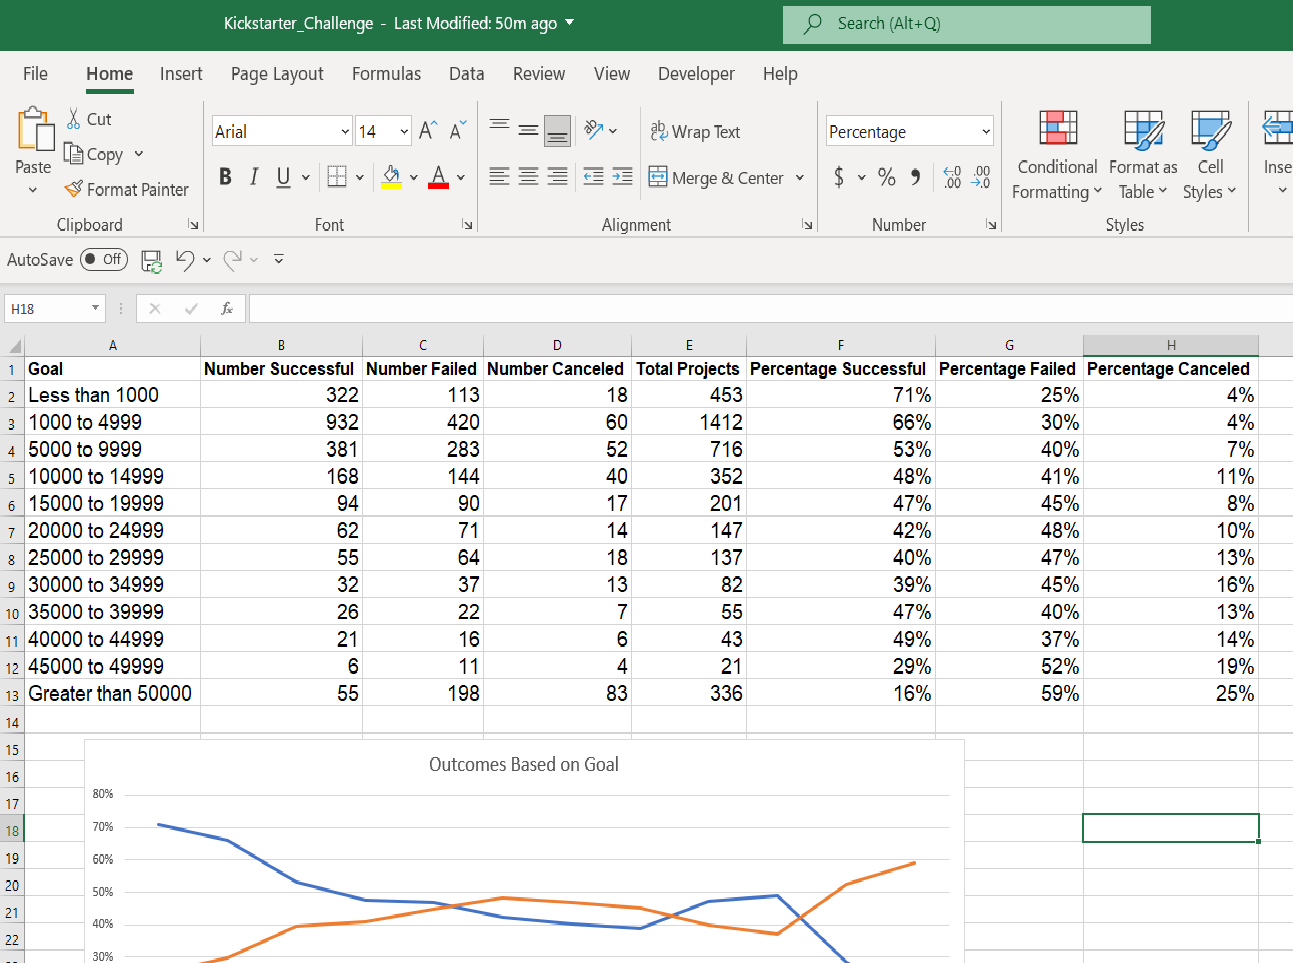 Kickstarter_Challenge - Last Modified: 50m ago
Search (Alt+Q)
File Home Insert Page Layout Formulas Data Review View Developer Help
Paste
Cut
Copy
Format Painter
Clipboard
Arial 14
B I U
Font
Wrap Text
Merge & Center
Alignment
Percentage
$ % 9
Number
Conditional Formatting
Format as Table
Cell Styles
Styles
Inse
AutoSave Off
H18 fx
A B C D E F G H
1 Goal Number Successful Number Failed Number Canceled Total Projects Percentage Successful Percentage Failed Percentage Canceled
2 Less than 1000 322 113 18 453 71% 25% 4%
3 1000 to 4999 932 420 60 1412 66% 30% 4%
4 5000 to 9999 381 283 52 716 53% 40% 7%
5 10000 to 14999 168 144 40 352 48% 41% 11%
6 15000 to 19999 94 90 17 201 47% 45% 8%
7 20000 to 24999 62 71 14 147 42% 48% 10%
8 25000 to 29999 55 64 18 137 40% 47% 13%
9 30000 to 34999 32 37 13 82 39% 45% 16%
10 35000 to 39999 26 22 7 55 47% 40% 13%
11 40000 to 44999 21 16 6 43 49% 37% 14%
12 45000 to 49999 6 11 4 21 29% 52% 19%
13 Greater than 50000 55 198 83 336 16% 59% 25%
14
15
16
17
18
19
20
21
22
Outcomes Based on Goal
80%
70%
60%
50%
40%
30%